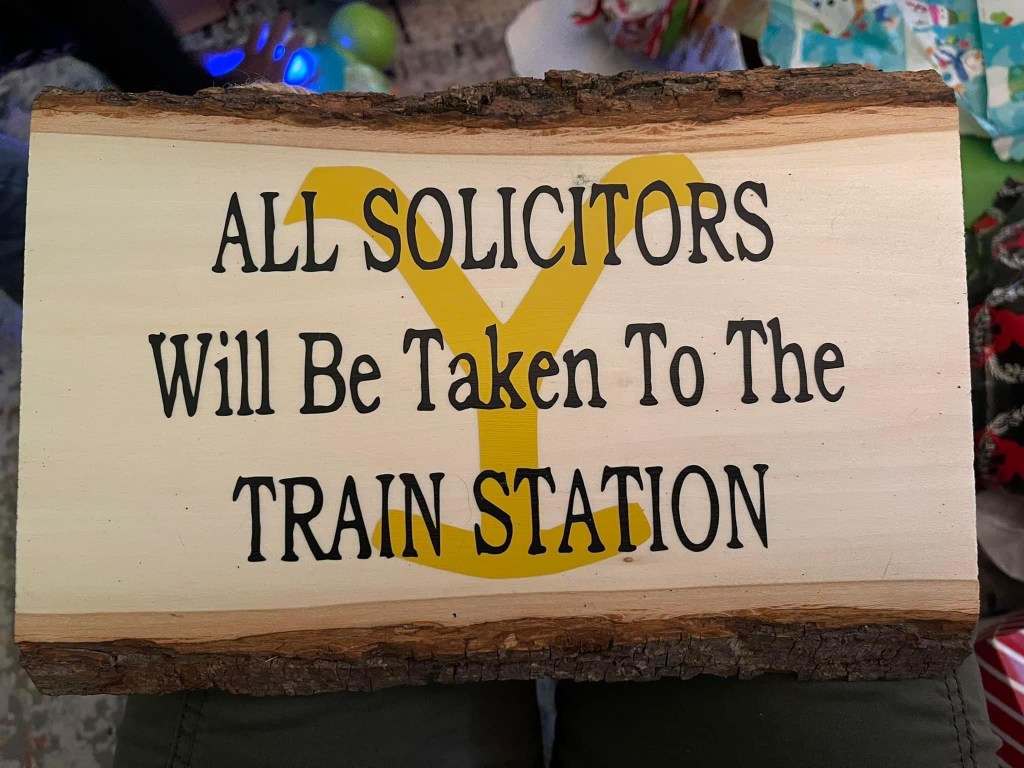 ALL SOLICITORS
Will Be Taken To The
TRAIN STATION